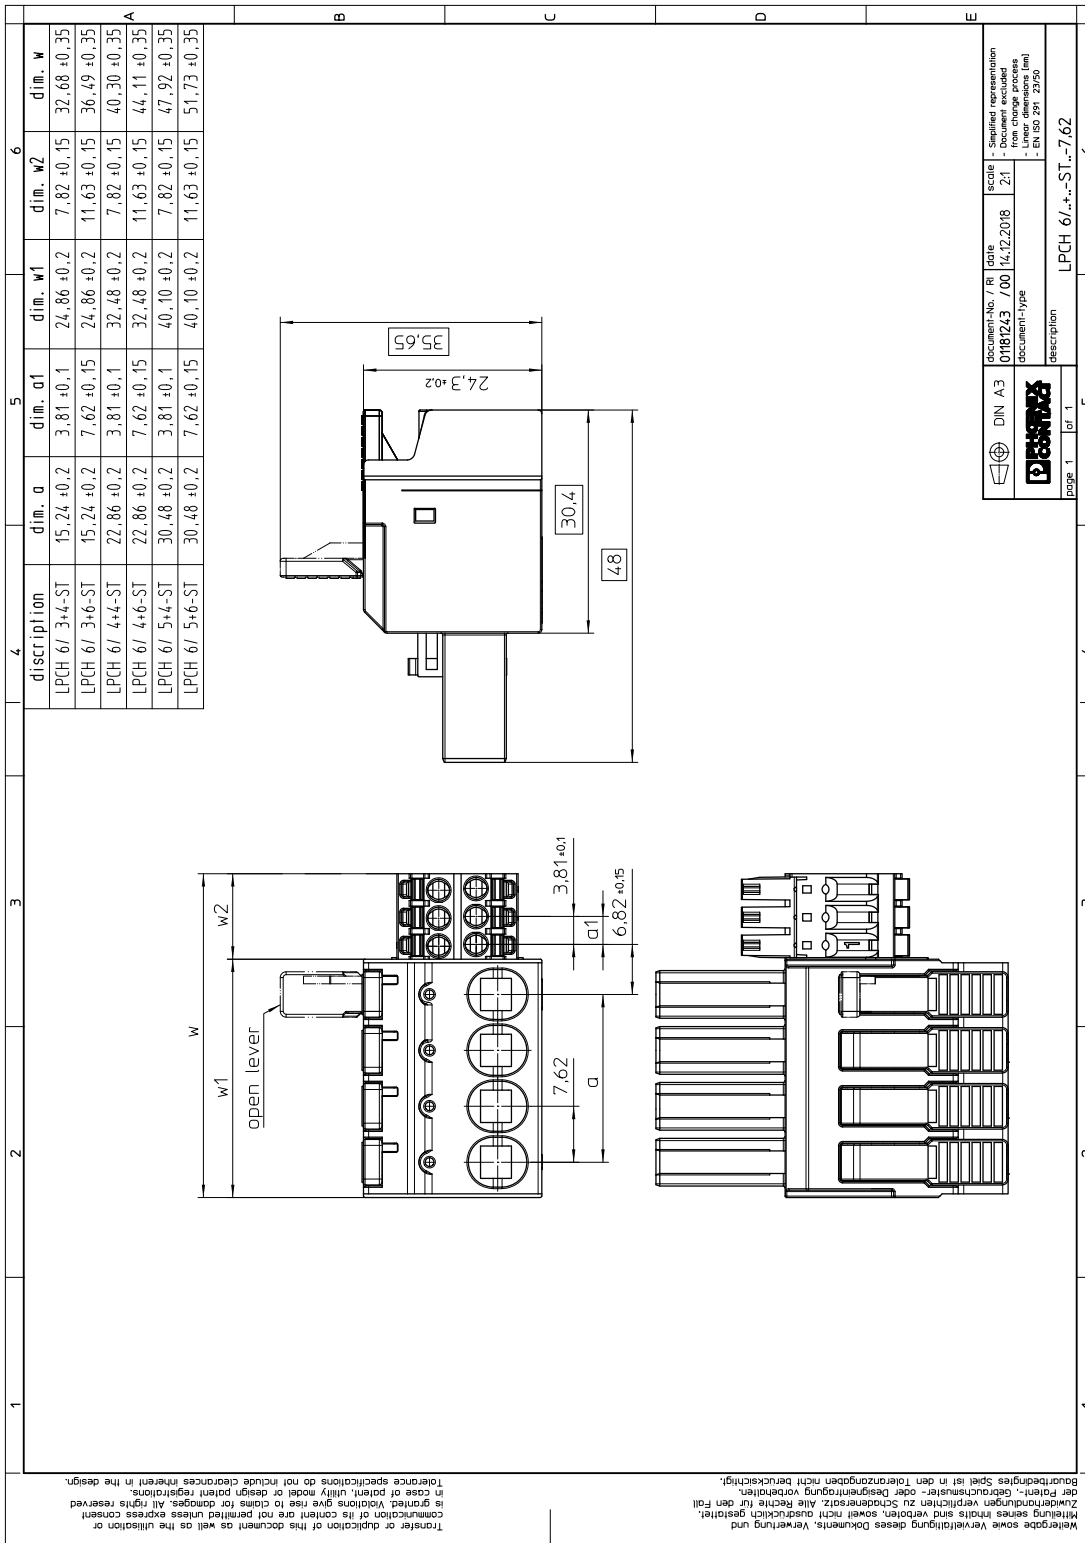 discription dim. a dim. a1 dim. w1 dim. w2 dim. w
LPCH 6/ 3+4-ST 15,24 ±0,2 3,81 ±0,1 24,86 ±0,2 7,82 ±0,15 32,68 ±0,35
LPCH 6/ 3+6-ST 15,24 ±0,2 7,62 ±0,15 24,86 ±0,2 11,63 ±0,15 36,49 ±0,35
LPCH 6/ 4+4-ST 22,86 ±0,2 3,81 ±0,1 32,48 ±0,2 7,82 ±0,15 40,30 ±0,35
LPCH 6/ 4+6-ST 22,86 ±0,2 7,62 ±0,15 32,48 ±0,2 11,63 ±0,15 44,11 ±0,35
LPCH 6/ 5+4-ST 30,48 ±0,2 3,81 ±0,1 40,10 ±0,2 7,82 ±0,15 47,92 ±0,35
LPCH 6/ 5+6-ST 30,48 ±0,2 7,62 ±0,15 40,10 ±0,2 11,63 ±0,15 51,73 ±0,35
1 2 3 4 5 6
A
B
C
D
E
w
w1
w2
open lever
7,62
a
3,81 ±0,1
a1
6,82 ±0,15
1
35,65
24,3 ±0,2
30,4
48
DIN A3
document-No. / RI
01181243 / 00
date
14.12.2018
scale
2:1
- Simplified representation
- Document excluded
from change process
- Linear dimensions [mm]
- EN ISO 291 23/50
PHOENIX
CONTACT
document-type
description
LPCH 6/..+..-ST..-7,62
page 1 of 1
Transfer or duplication of this document as well as the utilisation or
communication of its content are not permitted unless express consent
is granted. Violations give rise to claims for damages. All rights reserved
in case of patent, utility model or design patent registrations.
Tolerance specifications do not include clearances inherent in the design.
Weitergabe sowie Vervielfältigung dieses Dokuments, Verwertung und
Mitteilung seines Inhalts sind verboten, soweit nicht ausdrücklich gestattet.
Zuwiderhandlungen verpflichten zu Schadenersatz. Alle Rechte für den Fall
der Patent-, Gebrauchsmuster- oder Designeintragung vorbehalten.
Bauartbedingtes Spiel ist in den Toleranzangaben nicht berücksichtigt.